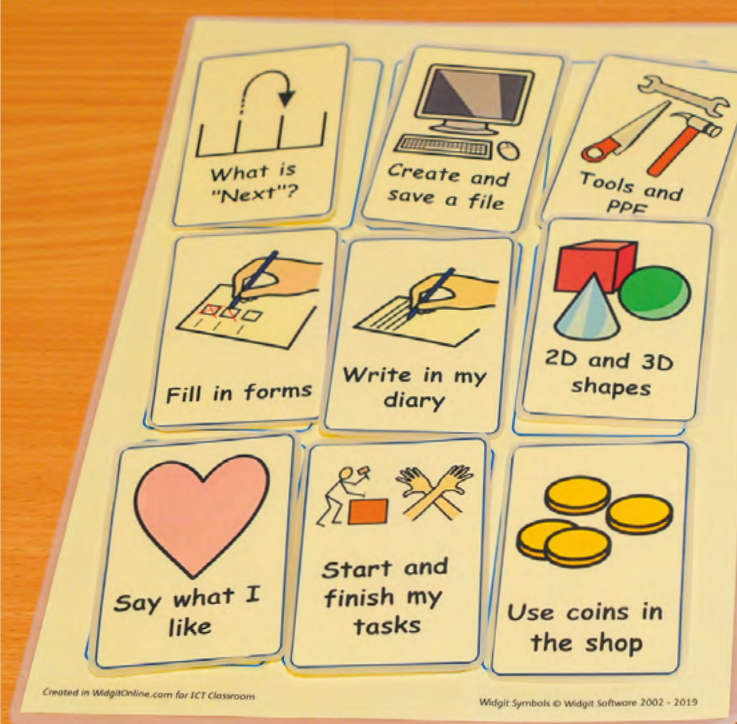 What is
"Next"?
Create and
save a file
Tools and
PPE
Fill in forms
Write in my
diary
2D and 3D
shapes
Say what I
like
Start and
finish my
tasks
Use coins in
the shop
Created in WidgitOnline.com for ICT Classroom
Widgit Symbols © Widgit Software 2002 - 2019